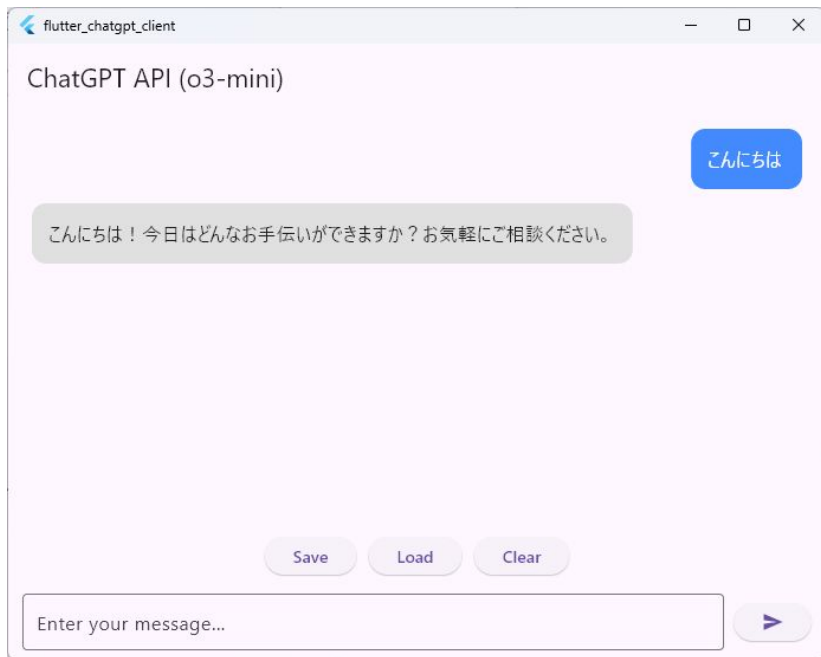 flutter_chatgpt_client
ChatGPT API (o3-mini)
こんにちは
こんにちは！今日はどんなお手伝いができますか？お気軽にご相談ください。
Save Load Clear
Enter your message...